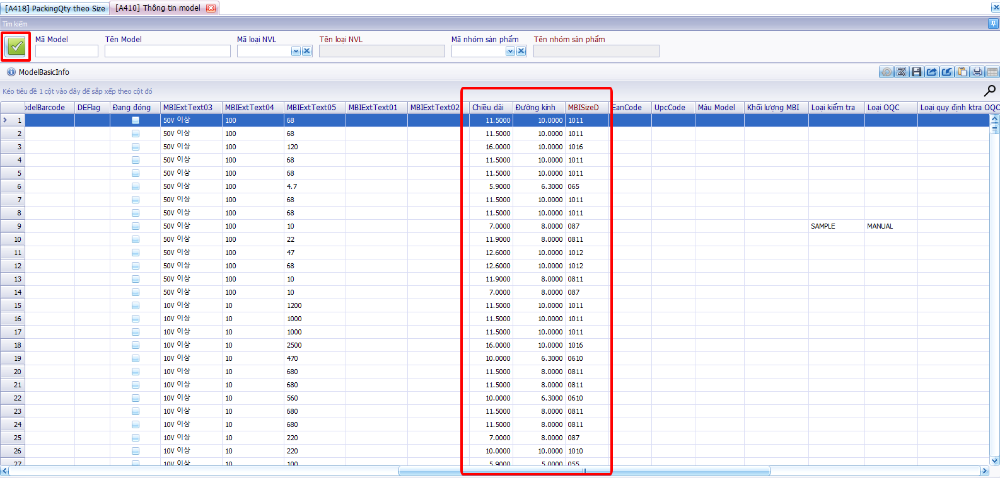 [A418] PackingQty theo Size [A410] Thông tin model
Tìm kiếm
Mã Model Tên Model Mã loại NVL Tên loại NVL Mã nhóm sản phẩm Tên nhóm sản phẩm
ModelBasicInfo
Kéo tiêu đề 1 cột vào đây để sắp xếp theo cột đó
odelBarcode DEFlag Đang đóng MBIExtText03 MBIExtText04 MBIExtText05 MBIExtText01 MBIExtText02 Chiều dài Đường kính MBISizeD EanCode UpcCode Màu Model Khối lượng MBI Loại kiểm tra Loại OQC Loại quy định ktra OQC
1 50V 이상 100 68 11.5000 10.0000 1011
2 50V 이상 100 68 11.5000 10.0000 1011
3 50V 이상 100 120 16.0000 10.0000 1016
4 50V 이상 100 68 11.5000 10.0000 1011
5 50V 이상 100 68 11.5000 10.0000 1011
6 50V 이상 100 4.7 5.9000 6.3000 065
7 50V 이상 100 68 11.5000 10.0000 1011
8 50V 이상 100 68 11.5000 10.0000 1011
9 50V 이상 100 10 7.0000 8.0000 087 SAMPLE MANUAL
10 50V 이상 100 22 11.9000 8.0000 0811
11 50V 이상 100 47 12.6000 10.0000 1012
12 50V 이상 100 68 12.6000 10.0000 1012
13 50V 이상 100 10 11.9000 8.0000 0811
14 50V 이상 100 10 7.0000 8.0000 087
15 10V 이상 10 1200 11.5000 10.0000 1011
16 10V 이상 10 1000 11.5000 10.0000 1011
17 10V 이상 10 1000 11.5000 10.0000 1011
18 10V 이상 10 2500 16.0000 10.0000 1016
19 10V 이상 10 470 10.0000 6.3000 0610
20 10V 이상 10 680 11.5000 8.0000 0811
21 10V 이상 10 680 11.5000 8.0000 0811
22 10V 이상 10 560 10.0000 6.3000 0610
23 10V 이상 10 680 11.5000 8.0000 0811
24 10V 이상 10 680 11.5000 8.0000 0811
25 10V 이상 10 220 7.0000 8.0000 087
26 10V 이상 10 220 10.0000 10.0000 1010
27 10V 이상 10 100 5.9000 5.0000 055